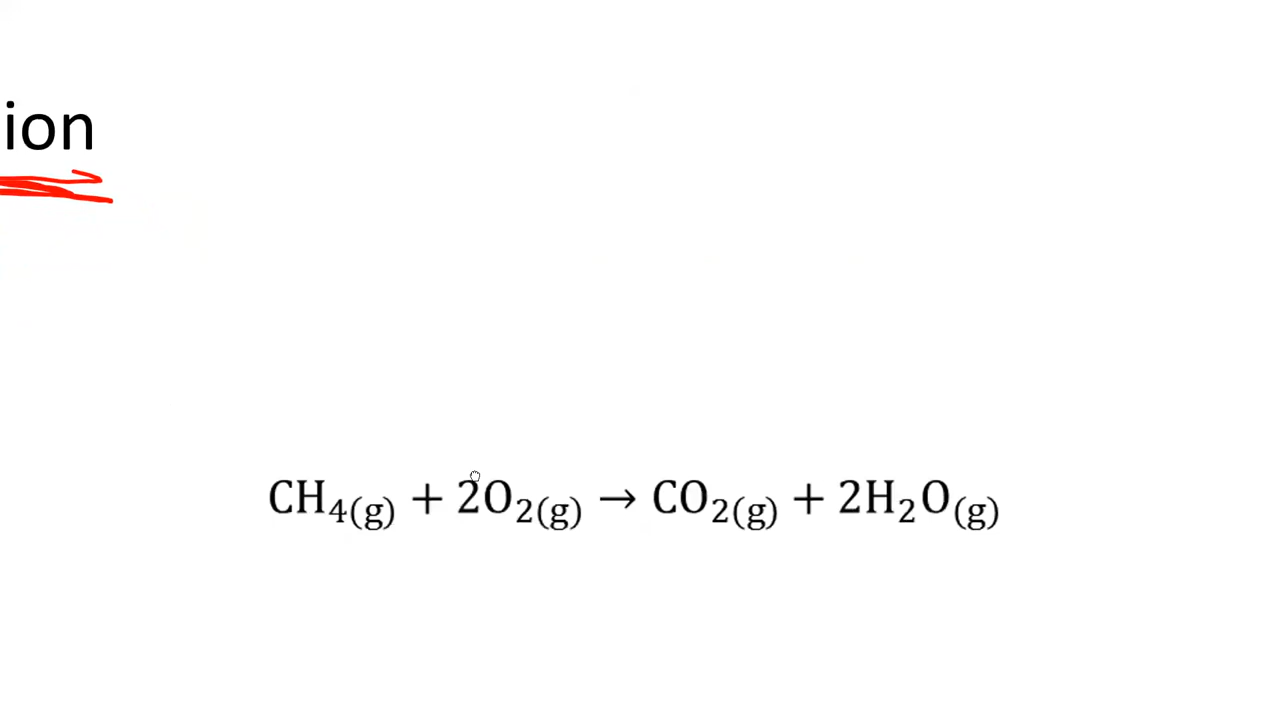 ion
CH₄(g) + 2O₂(g) → CO₂(g) + 2H₂O(g)